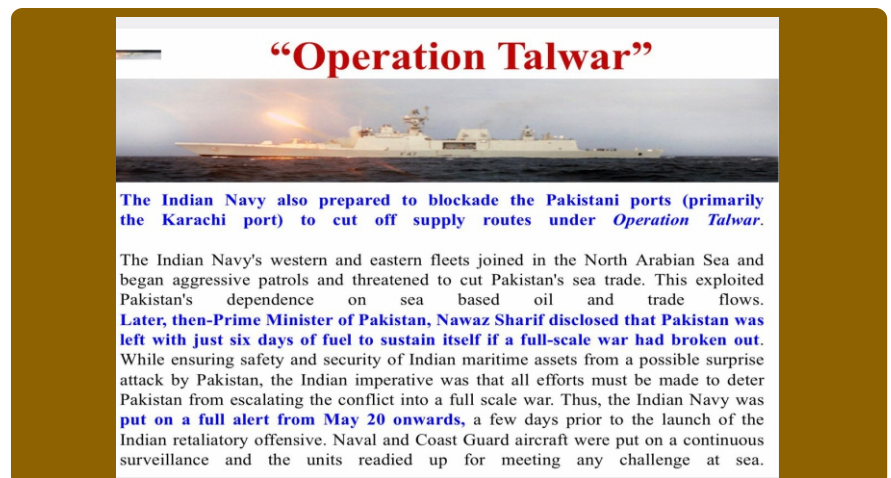 “Operation Talwar”
The Indian Navy also prepared to blockade the Pakistani ports (primarily
the Karachi port) to cut off supply routes under Operation Talwar.
The Indian Navy's western and eastern fleets joined in the North Arabian Sea and
began aggressive patrols and threatened to cut Pakistan's sea trade. This exploited
Pakistan's dependence on sea based oil and trade flows.
Later, then-Prime Minister of Pakistan, Nawaz Sharif disclosed that Pakistan was
left with just six days of fuel to sustain itself if a full-scale war had broken out.
While ensuring safety and security of Indian maritime assets from a possible surprise
attack by Pakistan, the Indian imperative was that all efforts must be made to deter
Pakistan from escalating the conflict into a full scale war. Thus, the Indian Navy was
put on a full alert from May 20 onwards, a few days prior to the launch of the
Indian retaliatory offensive. Naval and Coast Guard aircraft were put on a continuous
surveillance and the units readied up for meeting any challenge at sea.